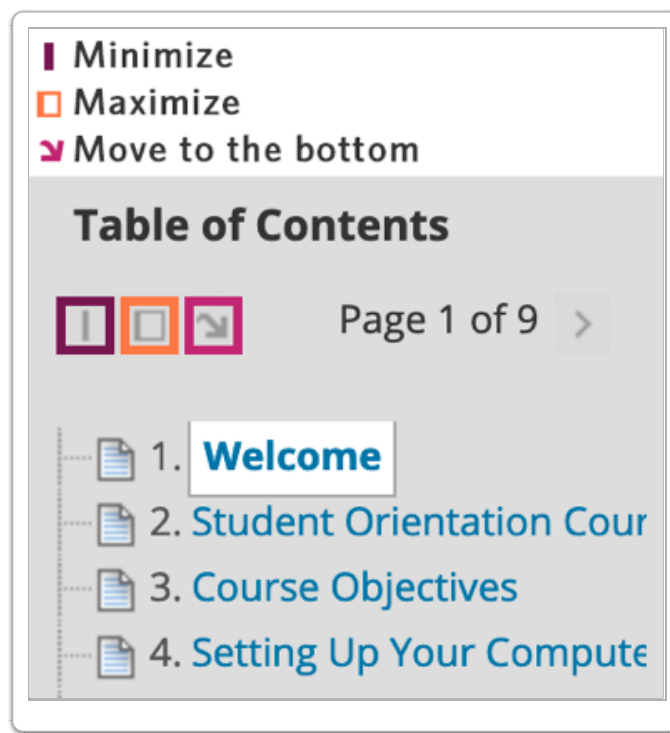 Minimize
Maximize
Move to the bottom
Table of Contents
Page 1 of 9 >
1. Welcome
2. Student Orientation Cour
3. Course Objectives
4. Setting Up Your Compute